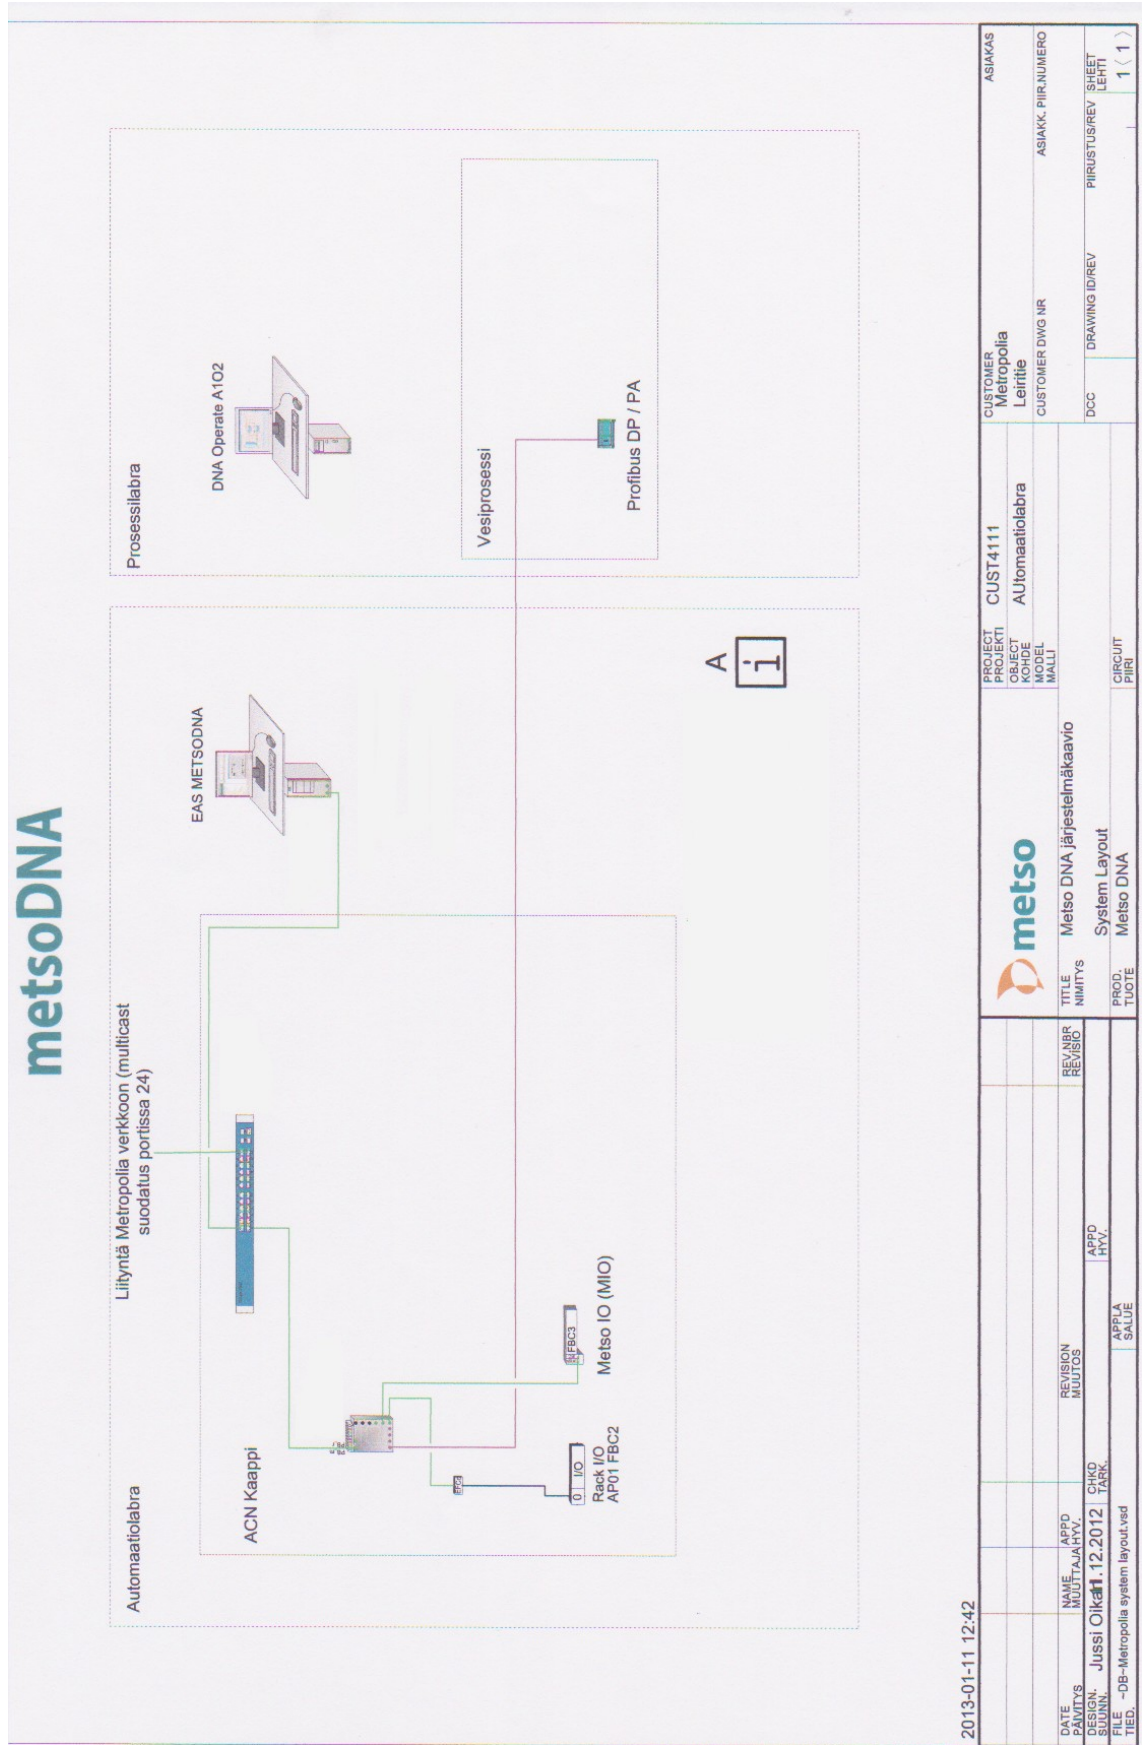 metsoDNA
Automaatiolabra
Liityntä Metropolia verkkoon (multicast
suodatus portissa 24)
EAS METSODNA
ACN Kaappi
Rack I/O
AP01 FBC2
0 I/O
Metso IO (MIO)
FBC3
A
i
Prosessilabra
DNA Operate A102
Vesiprosessi
Profibus DP / PA
2013-01-11 12:42
DATE
PÄIVITYS
NAME
MUUTTAJA
APPD
HYV.
REVISION
MUUTOS
REV.NBR
REVISIO
DESIGN.
SUUNN.
Jussi
.12.2012
CHKD
TARK.
APPD
HYV.
FILE
TIED.
~DB~Metropolia system layout.vsd
APPLA
SALUE
metso
TITLE
NIMITYS
Metso DNA järjestelmäkaavio
System Layout
PROD.
TUOTE
Metso DNA
CIRCUIT
PIIRI
PROJECT
PROJEKTI
CUST4111
OBJECT
KOHDE
AUtomaatiolabra
MODEL
MALLI
CUSTOMER
ASIAKAS
Metropolia
Leiritie
CUSTOMER DWG NR
ASIAKK. PIIR.NUMERO
DCC
DRAWING ID/REV
PIIRUSTUS/REV
SHEET
LEHTI
1 ( 1 )